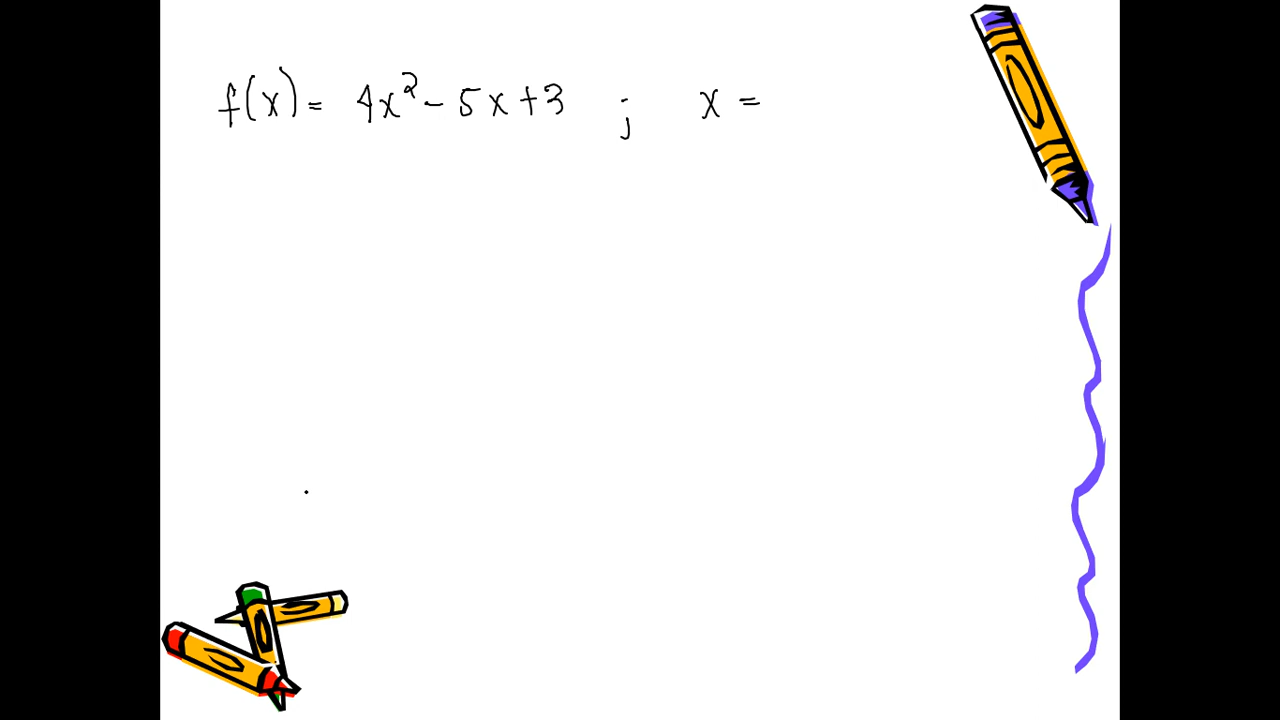 f(x) = 4x² - 5x + 3 ; x =